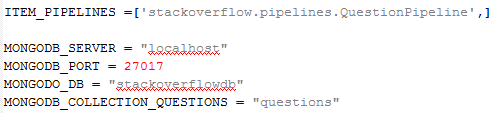 ITEM_PIPELINES =['stackoverflow.pipelines.QuestionPipeline',]
MONGODB_SERVER = "localhost"
MONGODB_PORT = 27017
MONGODO_DB = "stackoverflowdb"
MONGODB_COLLECTION_QUESTIONS = "questions"